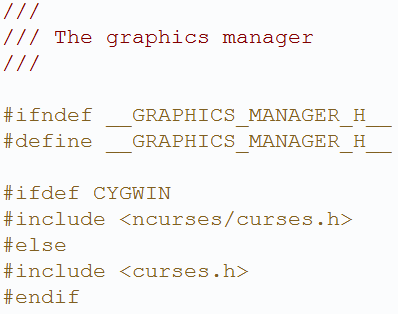 ///
/// The graphics manager
///
#ifndef __GRAPHICS_MANAGER_H__
#define __GRAPHICS_MANAGER_H__
#ifdef CYGWIN
#include <ncurses/curses.h>
#else
#include <curses.h>
#endif